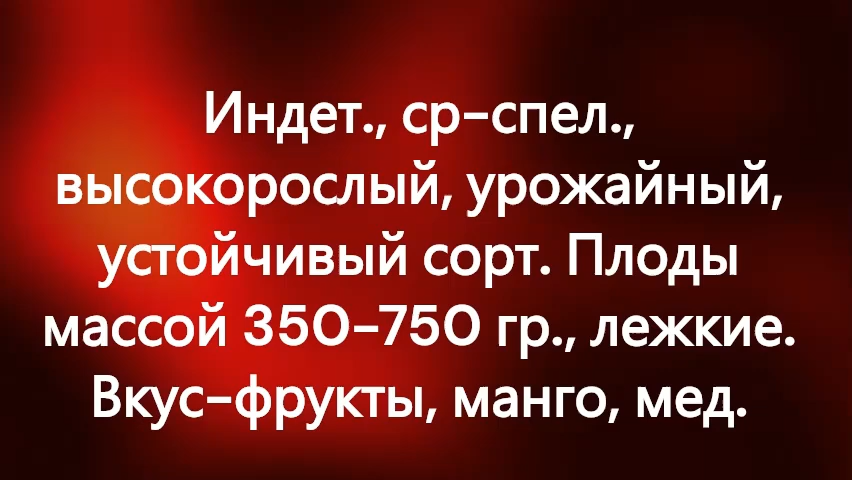 Индет., ср-спел.,
высокорослый, урожайный,
устойчивый сорт. Плоды
массой 350-750 гр., лежкие.
Вкус-фрукты, манго, мед.